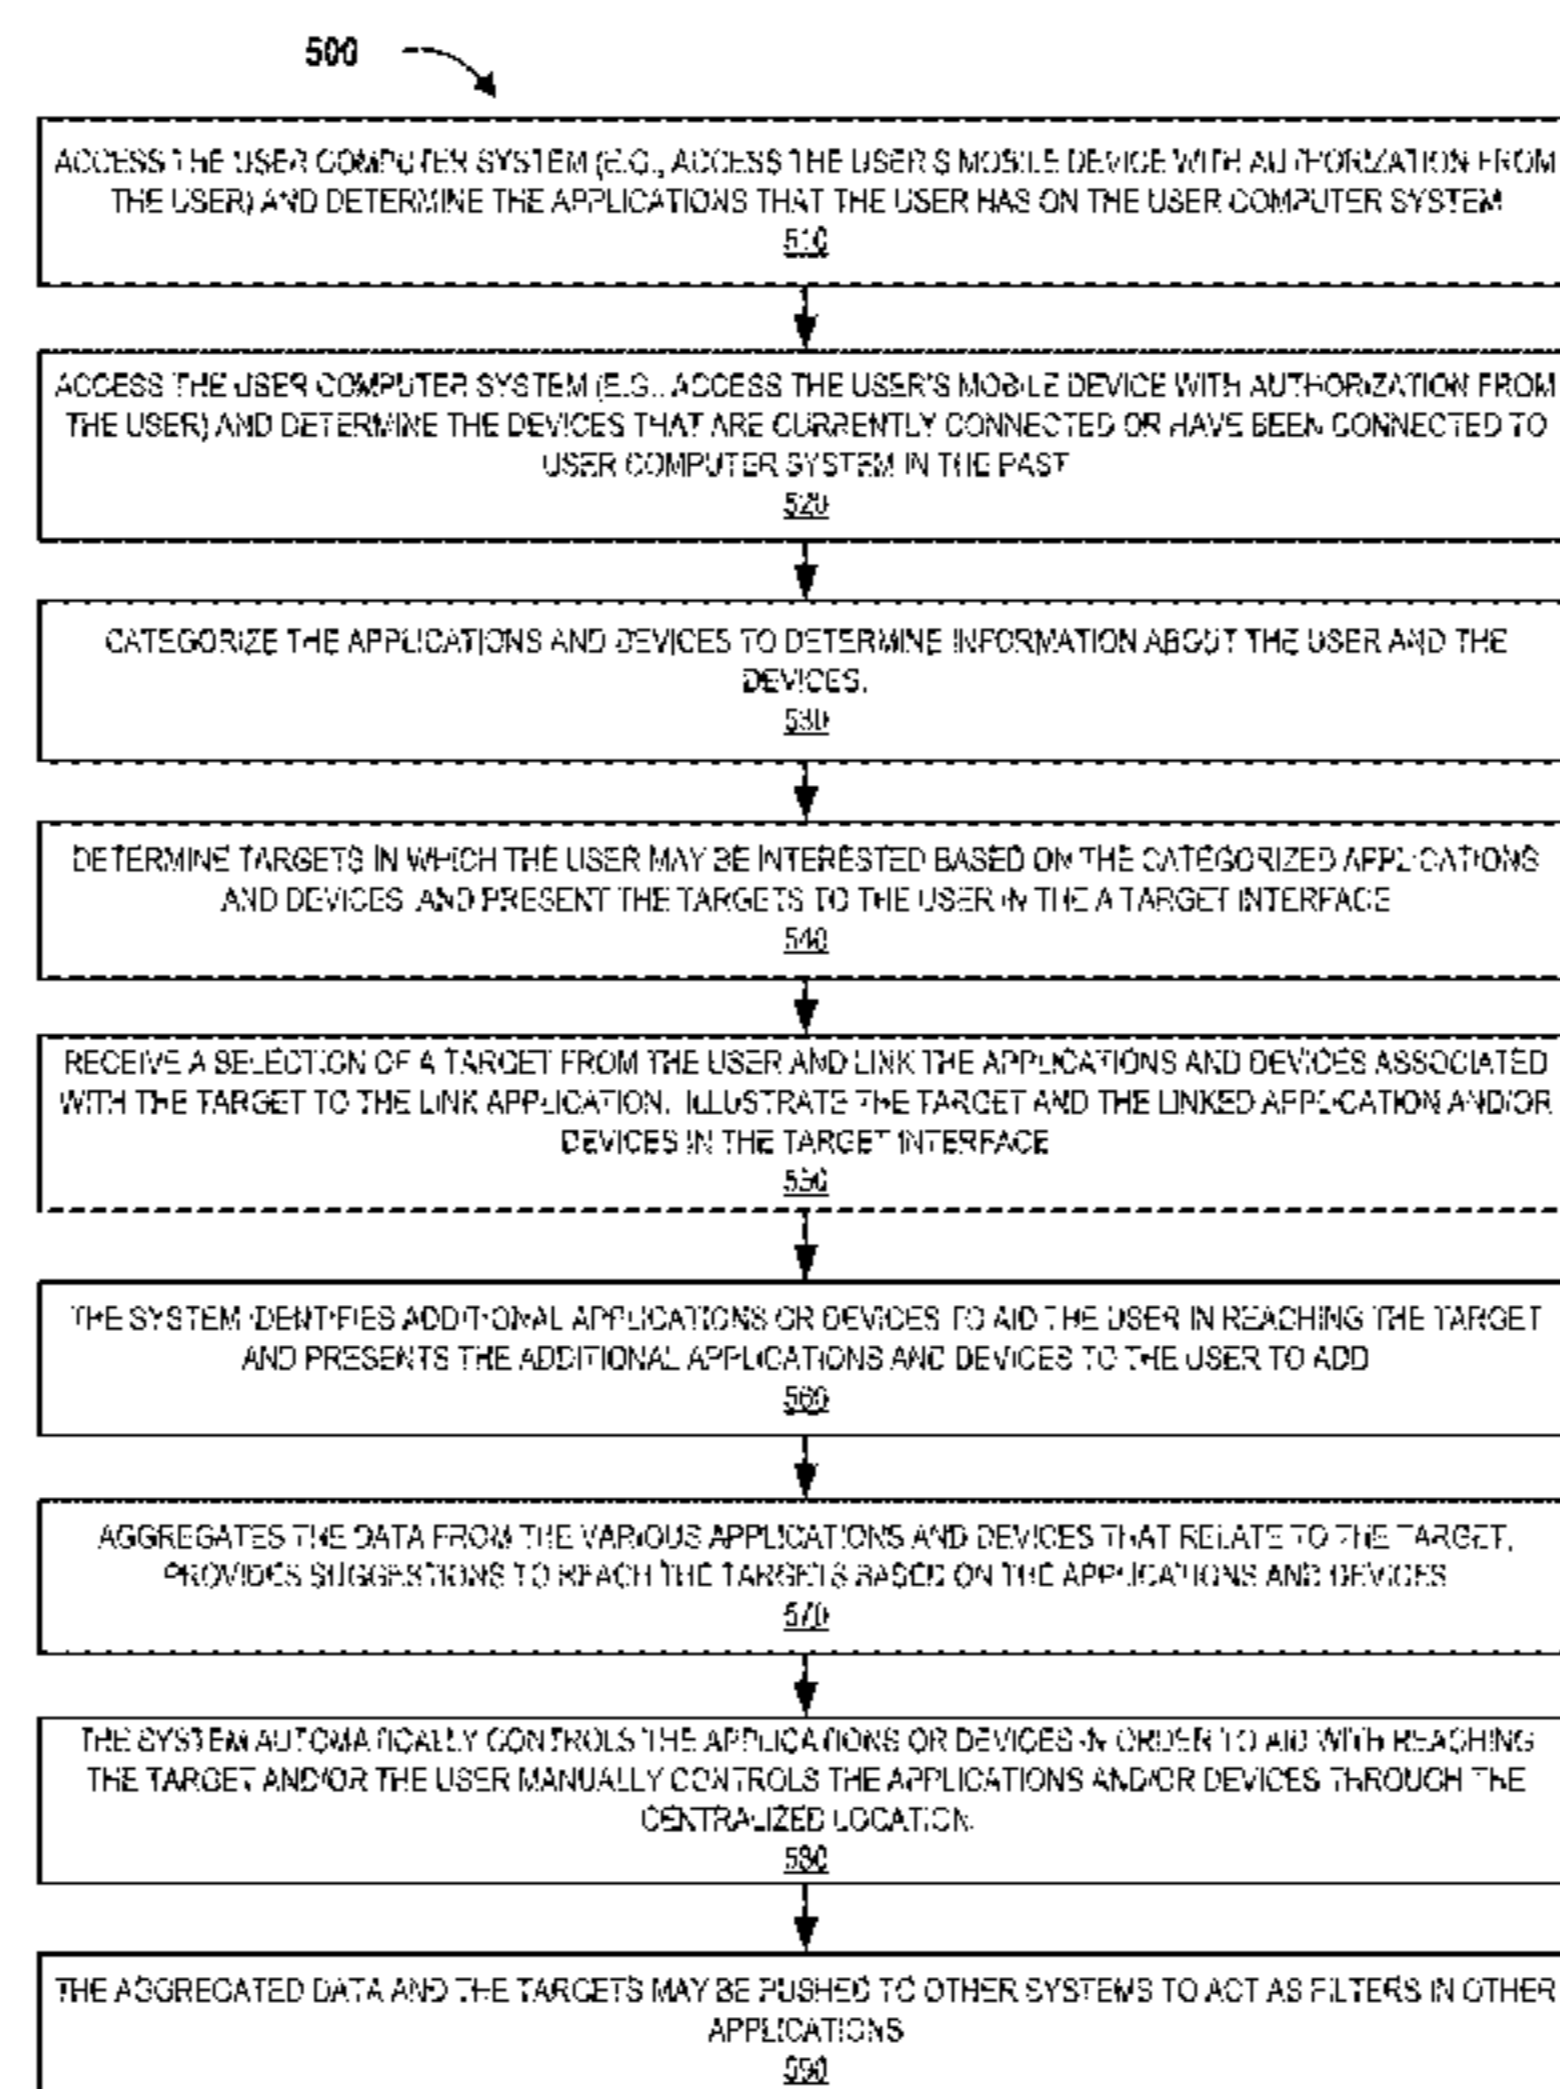 500
ACCESS THE USER COMPUTER SYSTEM (E.G., ACCESS THE USER'S MOBILE DEVICE WITH AUTHORIZATION FROM
THE USER) AND DETERMINE THE APPLICATIONS THAT THE USER HAS ON THE USER COMPUTER SYSTEM
510
ACCESS THE USER COMPUTER SYSTEM (E.G., ACCESS THE USER'S MOBILE DEVICE WITH AUTHORIZATION FROM
THE USER) AND DETERMINE THE DEVICES THAT ARE CURRENTLY CONNECTED OR HAVE BEEN CONNECTED TO
USER COMPUTER SYSTEM IN THE PAST
520
CATEGORIZE THE APPLICATIONS AND DEVICES TO DETERMINE INFORMATION ABOUT THE USER AND THE
DEVICES.
530
DETERMINE TARGETS IN WHICH THE USER MAY BE INTERESTED BASED ON THE CATEGORIZED APPLICATIONS
AND DEVICES, AND PRESENT THE TARGETS TO THE USER IN THE A TARGET INTERFACE
540
RECEIVE A SELECTION OF A TARGET FROM THE USER AND LINK THE APPLICATIONS AND DEVICES ASSOCIATED
WITH THE TARGET TO THE LINK APPLICATION. ILLUSTRATE THE TARGET AND THE LINKED APPLICATION AND/OR
DEVICES IN THE TARGET INTERFACE
550
THE SYSTEM IDENTIFIES ADDITIONAL APPLICATIONS OR DEVICES TO AID THE USER IN REACHING THE TARGET
AND PRESENTS THE ADDITIONAL APPLICATIONS AND DEVICES TO THE USER TO ADD
560
AGGREGATES THE DATA FROM THE VARIOUS APPLICATIONS AND DEVICES THAT RELATE TO THE TARGET,
PROVIDES SUGGESTIONS TO REACH THE TARGETS BASED ON THE APPLICATIONS AND DEVICES
570
THE SYSTEM AUTOMATICALLY CONTROLS THE APPLICATIONS OR DEVICES IN ORDER TO AID WITH REACHING
THE TARGET AND/OR THE USER MANUALLY CONTROLS THE APPLICATIONS AND/OR DEVICES THROUGH THE
CENTRALIZED LOCATION.
580
THE AGGREGATED DATA AND THE TARGETS MAY BE PUSHED TO OTHER SYSTEMS TO ACT AS FILTERS IN OTHER
APPLICATIONS
590